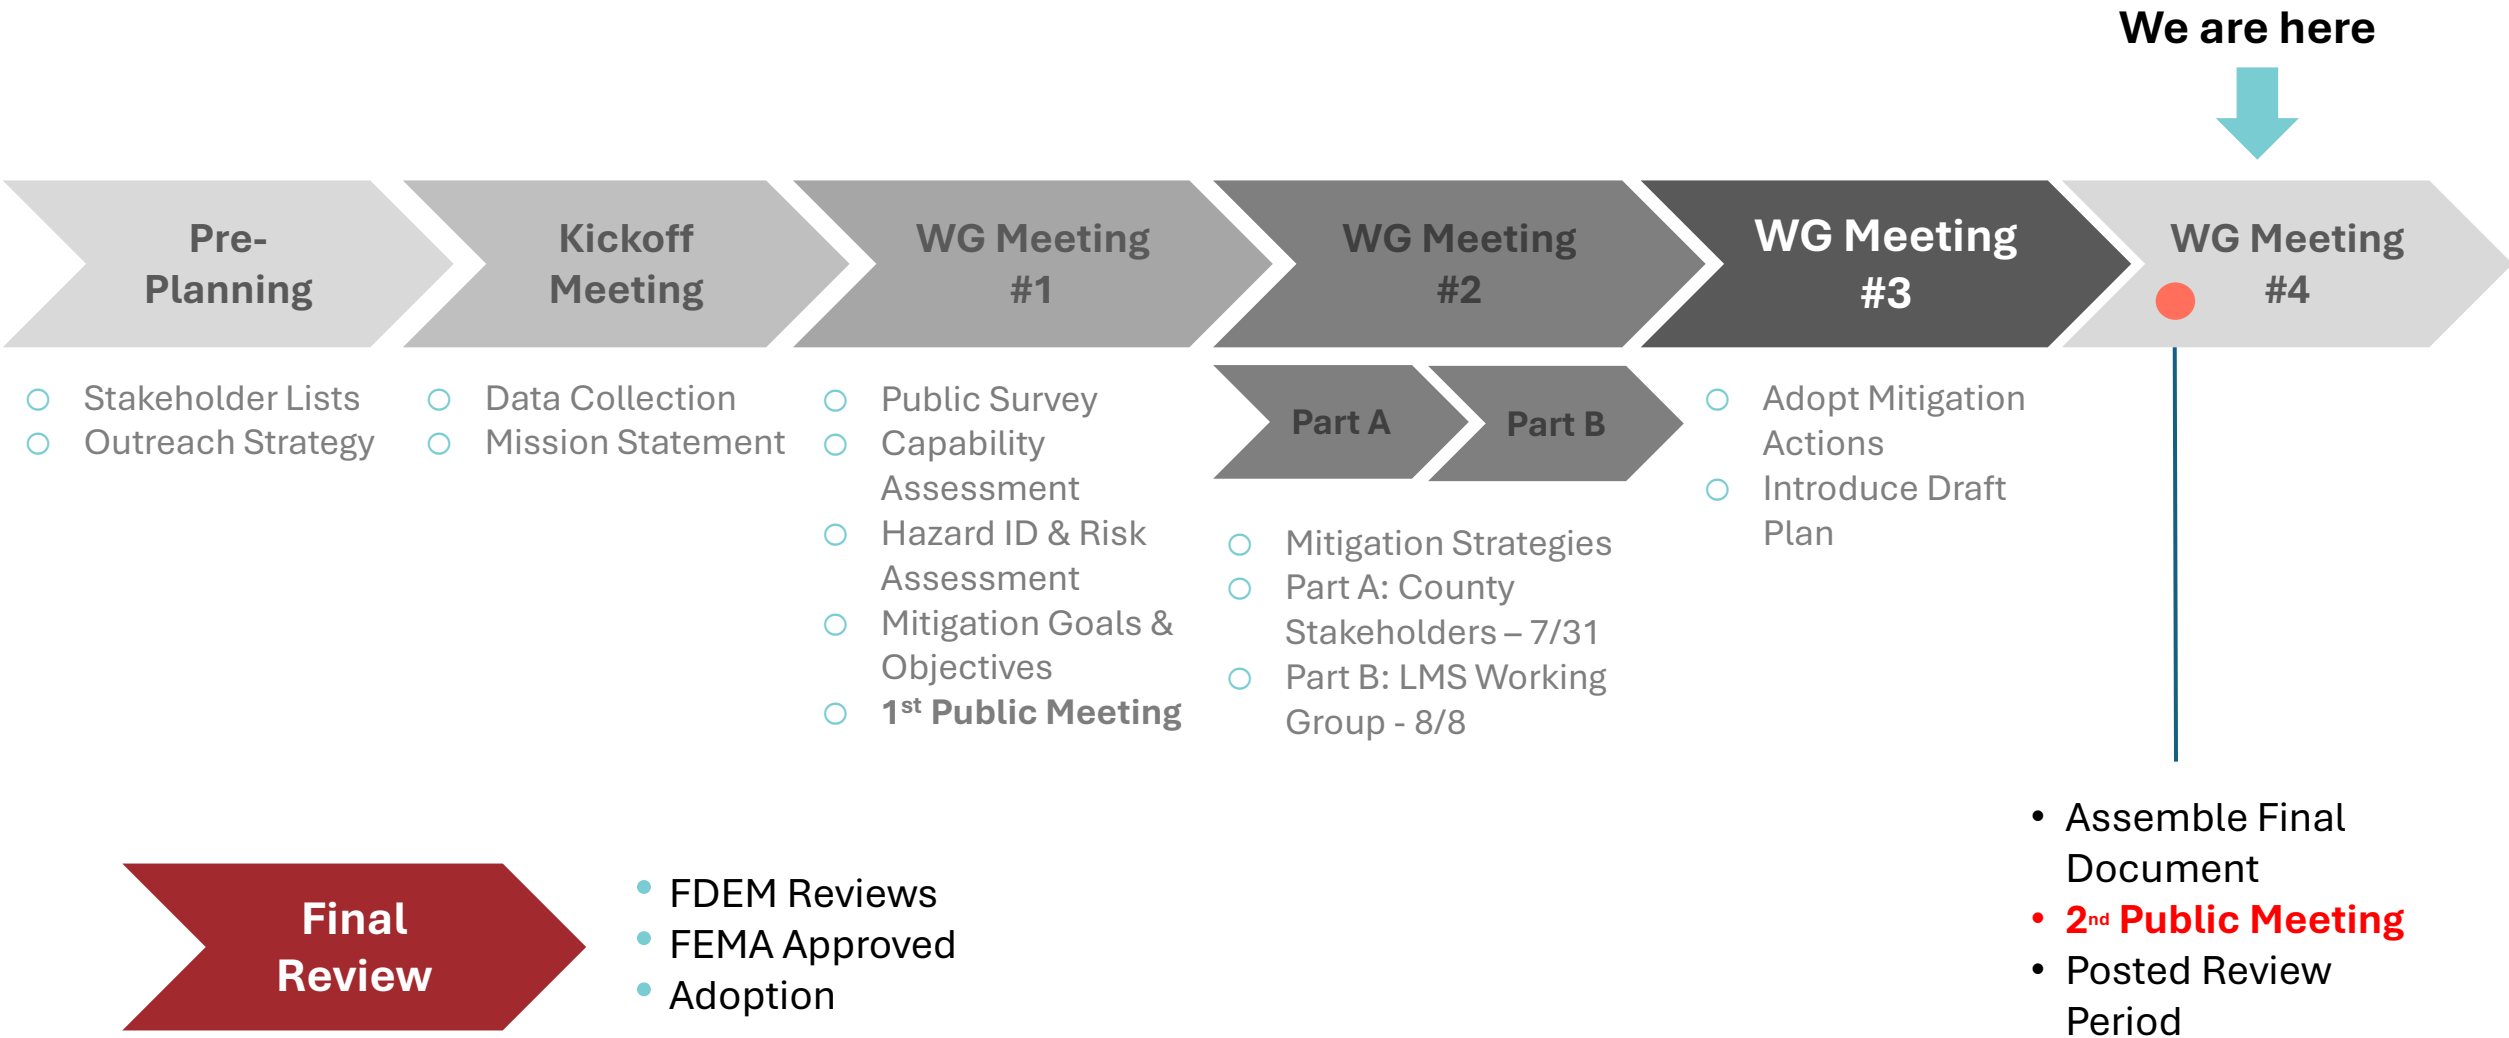 We are here
Pre-
Planning
Kickoff
Meeting
WG Meeting
#1
WG Meeting
#2
WG Meeting
#3
WG Meeting
#4
Stakeholder Lists
Outreach Strategy
Data Collection
Mission Statement
Public Survey
Capability
Assessment
Hazard ID & Risk
Assessment
Mitigation Goals &
Objectives
1st Public Meeting
Part A
Part B
Mitigation Strategies
Part A: County
Stakeholders – 7/31
Part B: LMS Working
Group - 8/8
Adopt Mitigation
Actions
Introduce Draft
Plan
• Assemble Final
Document
• 2nd Public Meeting
• Posted Review
Period
Final
Review
• FDEM Reviews
• FEMA Approved
• Adoption